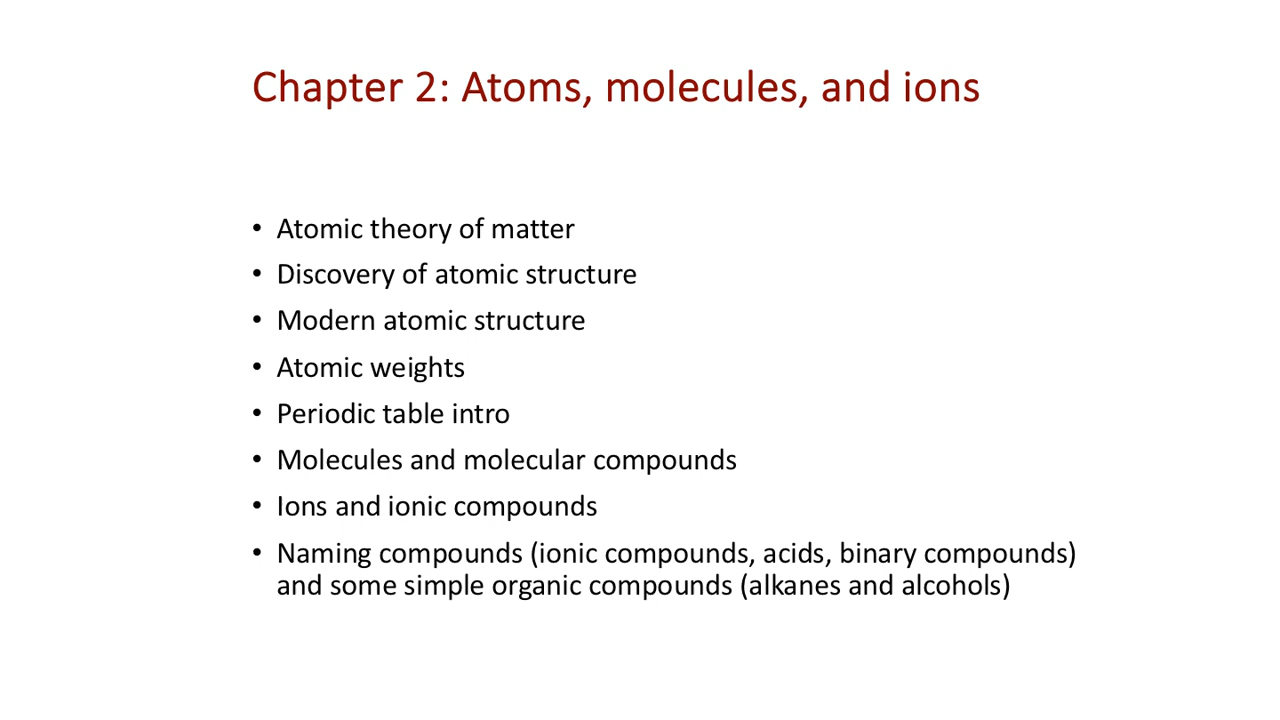 Chapter 2: Atoms, molecules, and ions
• Atomic theory of matter
• Discovery of atomic structure
• Modern atomic structure
• Atomic weights
• Periodic table intro
• Molecules and molecular compounds
• Ions and ionic compounds
• Naming compounds (ionic compounds, acids, binary compounds)
and some simple organic compounds (alkanes and alcohols)